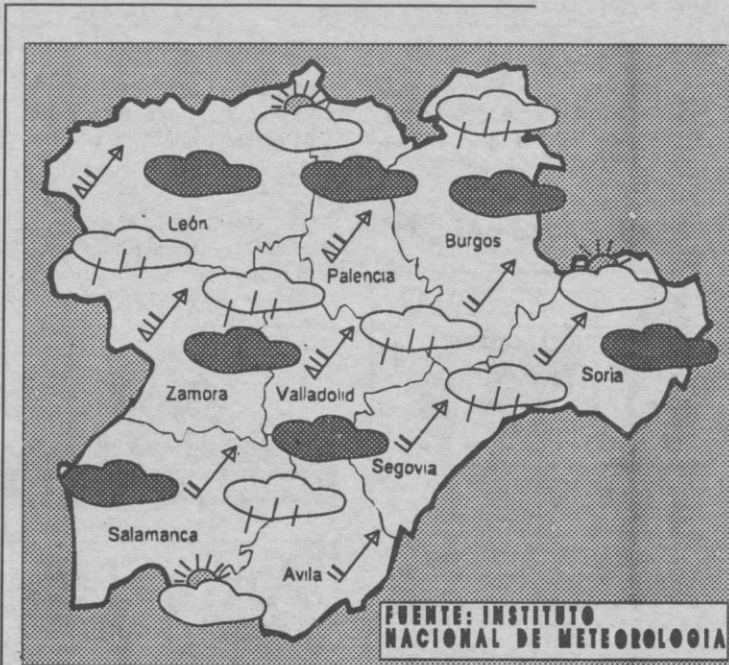 León
Burgos
Palencia
Soria
Zamora
Valladolid
Segovia
Salamanca
Avila
FUENTE: INSTITUTO
NACIONAL DE METEOROLOGIA